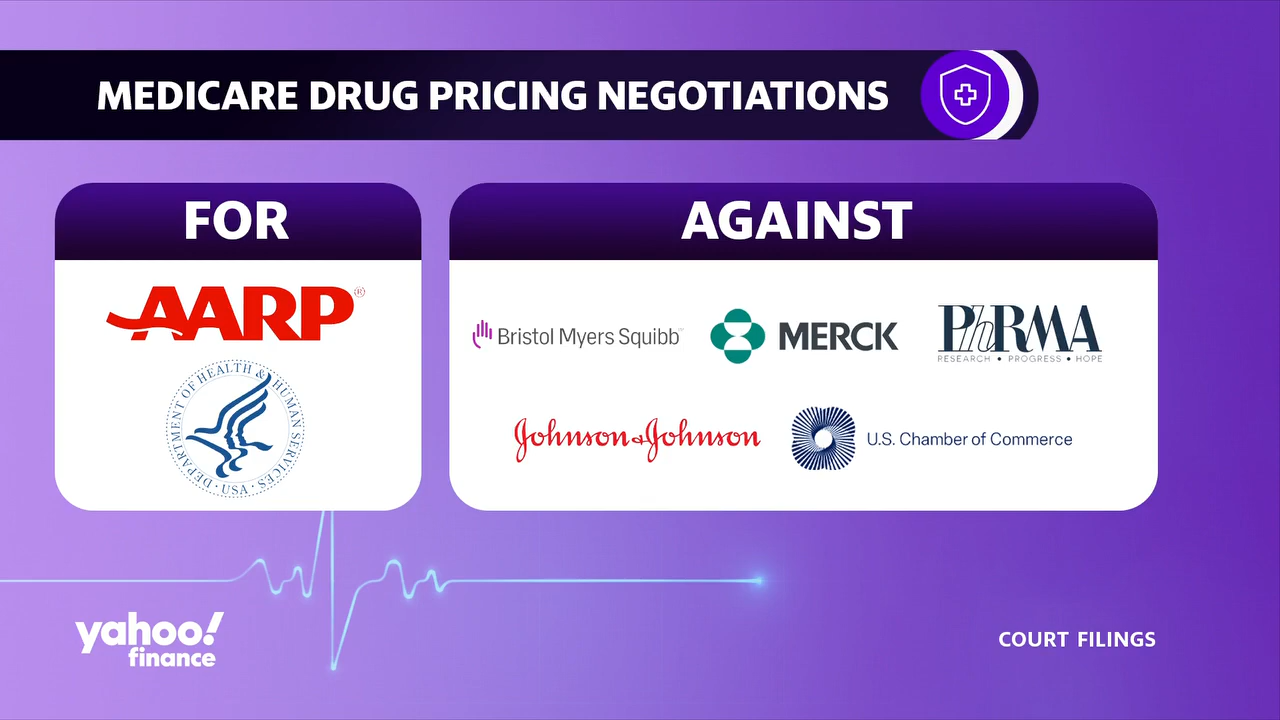 MEDICARE DRUG PRICING NEGOTIATIONS
FOR
AARP®
DEPARTMENT OF HEALTH & HUMAN SERVICES · USA ·
AGAINST
Bristol Myers Squibb™
MERCK
PhRMA
RESEARCH • PROGRESS • HOPE
Johnson & Johnson
U.S. Chamber of Commerce
yahoo!
finance
COURT FILINGS